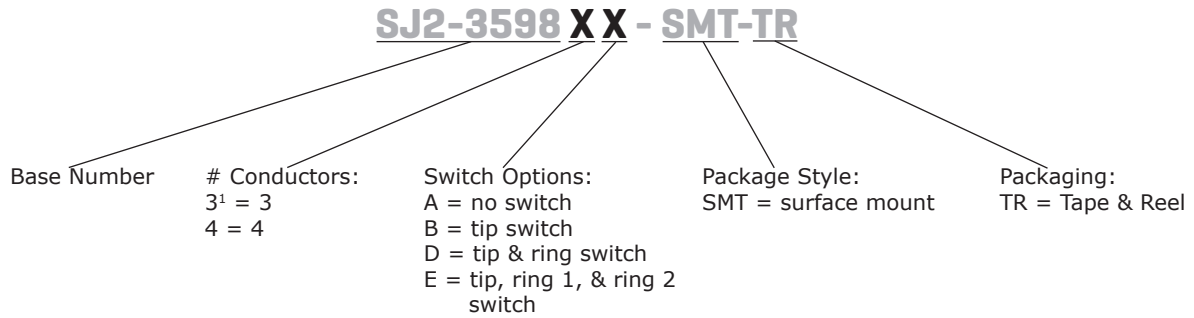 SJ2-3598 X X - SMT-TR
Base Number
# Conductors:
3¹ = 3
4 = 4
Switch Options:
A = no switch
B = tip switch
D = tip & ring switch
E = tip, ring 1, & ring 2
switch
Package Style:
SMT = surface mount
Packaging:
TR = Tape & Reel